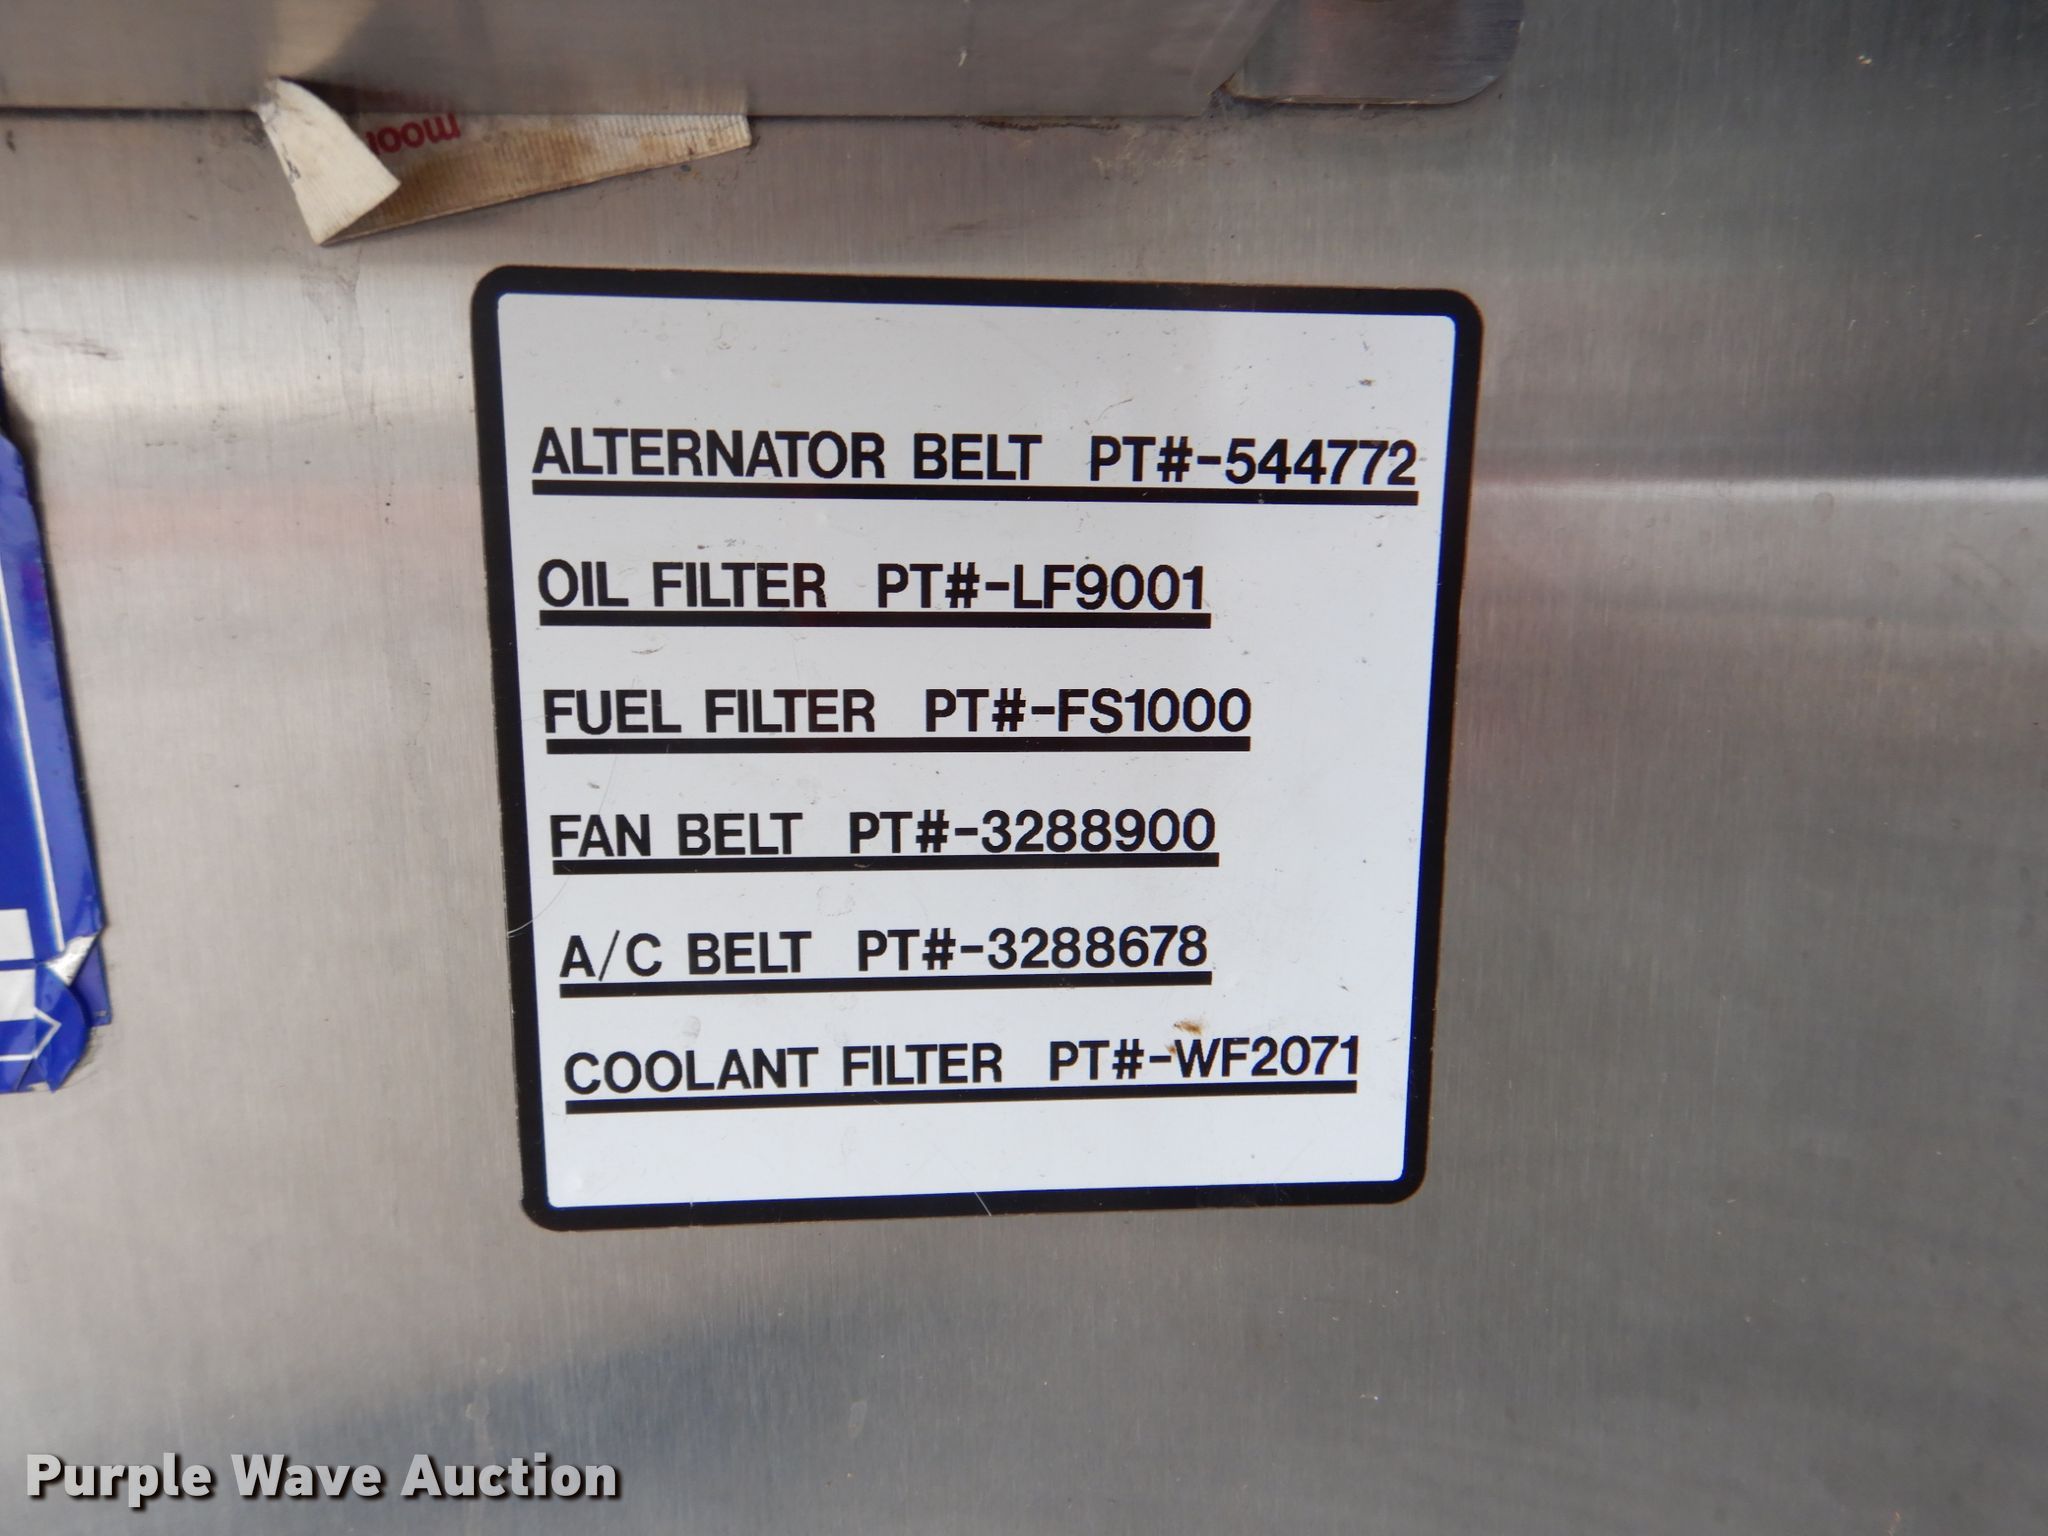 moon
ALTERNATOR BELT PT#-544772
OIL FILTER PT#-LF9001
FUEL FILTER PT#-FS1000
FAN BELT PT#-3288900
A/C BELT PT#-3288678
COOLANT FILTER PT#-WF2071
Purple Wave Auction